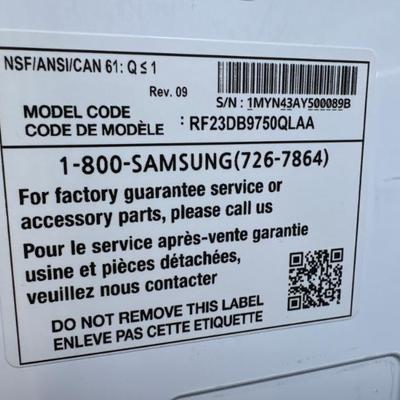 NSF/ANSI/CAN 61: Q ≤ 1
Rev. 09
S/N : 1MYN43AY500089B
MODEL CODE
CODE DE MODÈLE : RF23DB9750QLAA
1-800-SAMSUNG(726-7864)
For factory guarantee service or
accessory parts, please call us
Pour le service après-vente garantie
usine et pièces détachées,
veuillez nous contacter
DO NOT REMOVE THIS LABEL
ENLEVE PAS CETTE ETIQUETTE